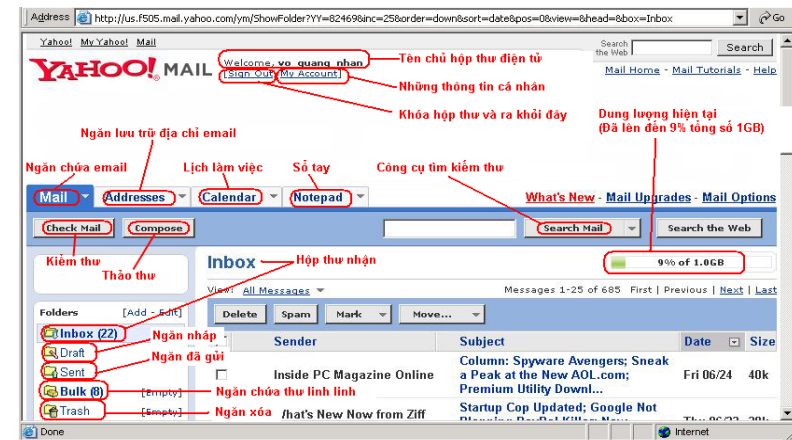 Address http://us.f505.mail.yahoo.com/ym/ShowFolder?YY=82469&inc=25&order=down&sort=date&pos=0&view=&head=&box=Inbox Go
Yahoo! My Yahoo! Mail
Search the Web Search
YAHOO! MAIL
Welcome, vo_quang_nhan Tên chủ hộp thư điện tử
[Sign Out, My Account] Mail Home - Mail Tutorials - Help
Những thông tin cá nhân
Khóa hộp thư và ra khỏi đây
Dung lượng hiện tại
(Đã lên đến 9% tổng số 1GB)
Ngăn lưu trữ địa chỉ email
Ngăn chứa email Lịch làm việc Sổ tay Công cụ tìm kiếm thư
Mail Addresses Calendar Notepad What's New - Mail Upgrades - Mail Options
Check Mail Compose Search Mail Search the Web
Kiểm thư
Thảo thư
Inbox Hộp thư nhận 9% of 1.0GB
View: All Messages Messages 1-25 of 685 First | Previous | Next | Last
Folders [Add - Edit] Delete Spam Mark Move...
Inbox (22) Sender Subject Date Size
Draft Ngăn nháp
Sent Ngăn đã gửi
Inside PC Magazine Online Column: Spyware Avengers; Sneak a Peak at the New AOL.com; Premium Utility Downl... Fri 06/24 40k
Bulk (8) [Empty] Ngăn chứa thư linh linh
Trash [Empty] Ngăn xóa
What's New Now from Ziff Startup Cop Updated; Google Not
Done Internet